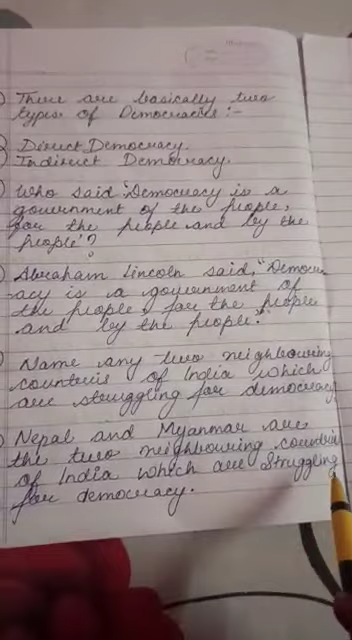 There are basically two
types of Democracies :-
Direct Democracy.
Indirect Democracy.
Who said "Democracy is a
government of the people,
for the people and by the
people"?
Abraham Lincoln said, "Democr-
acy is a government of
the people, for the people
and by the people."
Name any two neighbouring
countries of India which
are struggling for democracy
Nepal and Myanmar are
the two neighbouring countries
of India which are Struggling
for democracy.